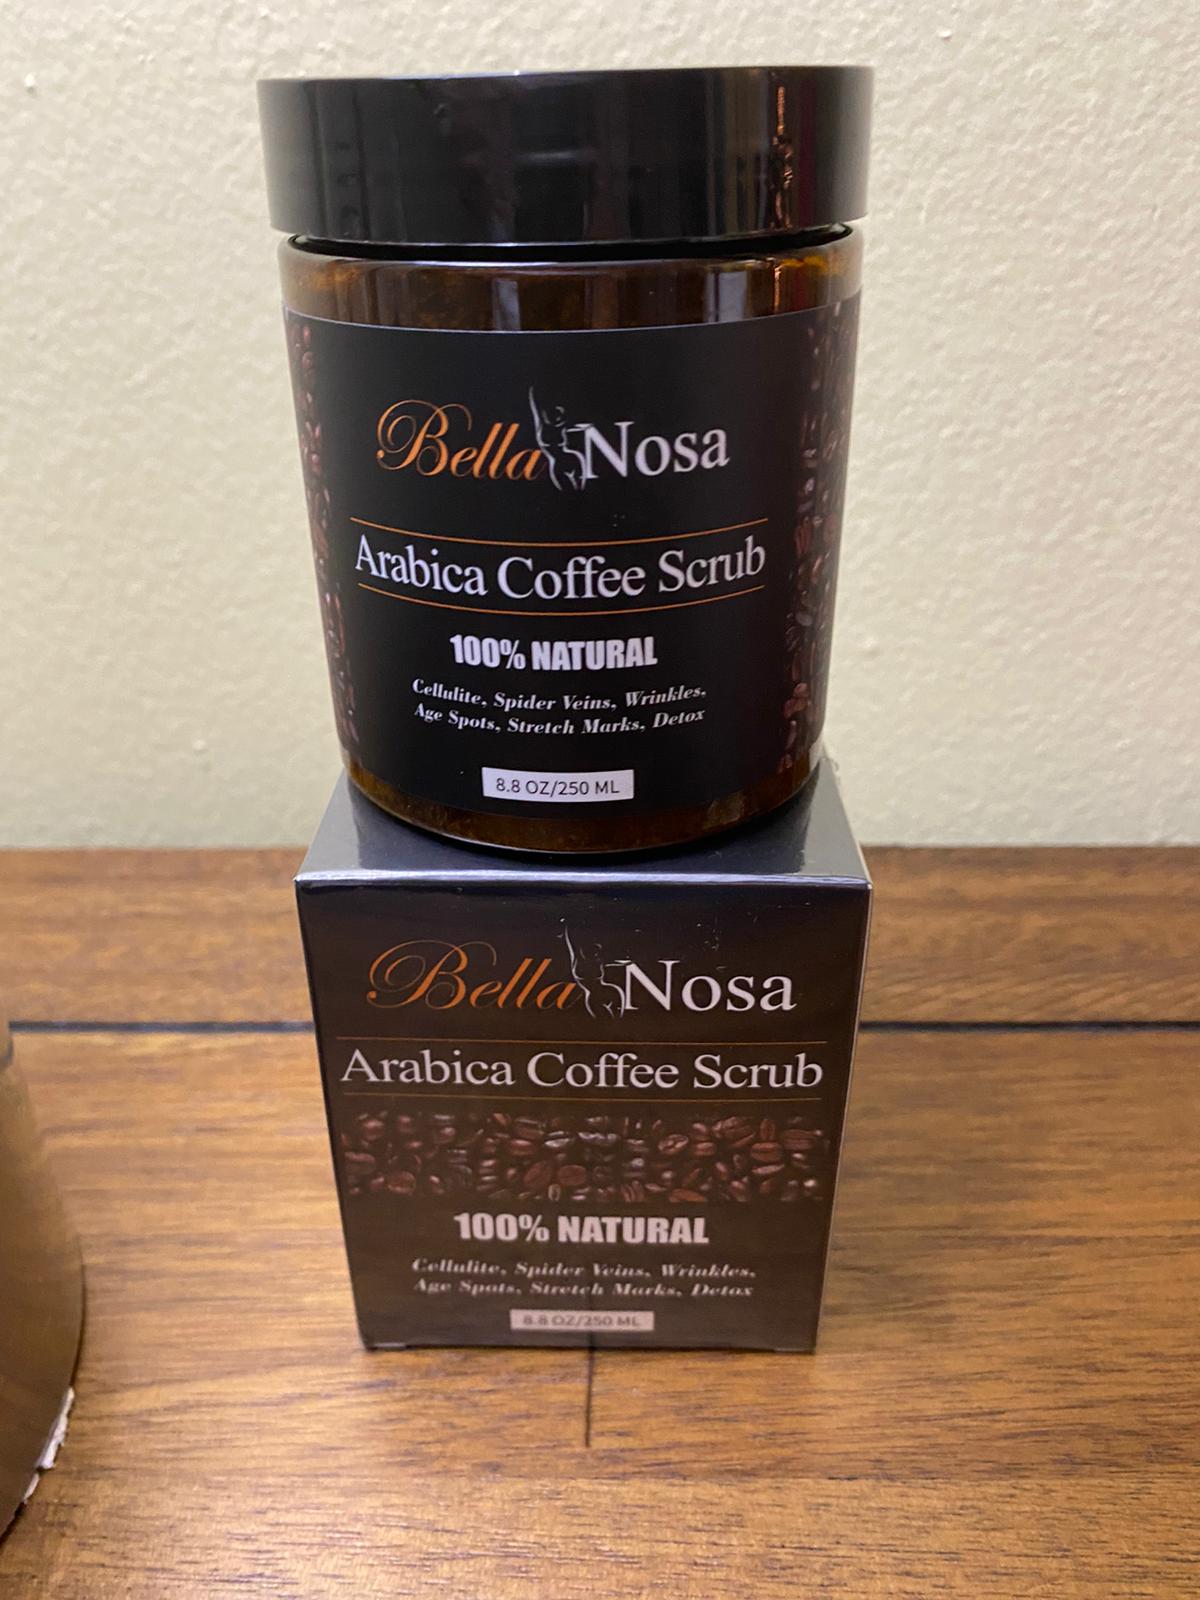 Bella Nosa
Arabica Coffee Scrub
100% NATURAL
Cellulite, Spider Veins, Wrinkles,
Age Spots, Stretch Marks, Detox
8.8 OZ/250 ML
Bella Nosa
Arabica Coffee Scrub
100% NATURAL
Cellulite, Spider Veins, Wrinkles,
Age Spots, Stretch Marks, Detox
8.8 OZ/250 ML